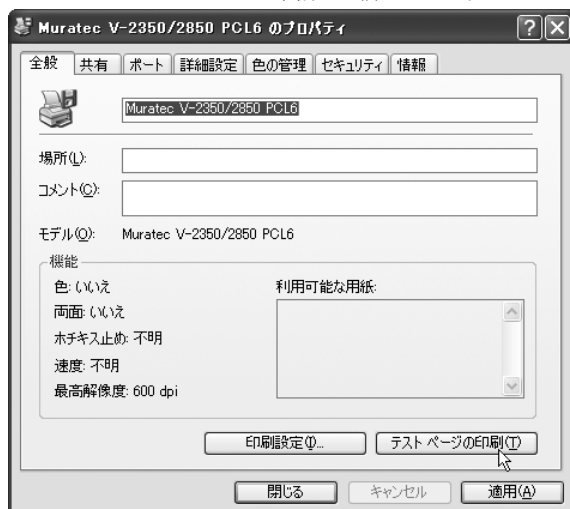 Muratec V-2350/2850 PCL6 のプロパティ
全般 共有 ポート 詳細設定 色の管理 セキュリティ 情報
Muratec V-2350/2850 PCL6
場所(L):
コメント(C):
モデル(O): Muratec V-2350/2850 PCL6
機能
色: いいえ
両面: いいえ
ホチキス止め: 不明
速度: 不明
最高解像度: 600 dpi
利用可能な用紙:
印刷設定(I)... テスト ページの印刷(T)
閉じる キャンセル 適用(A)